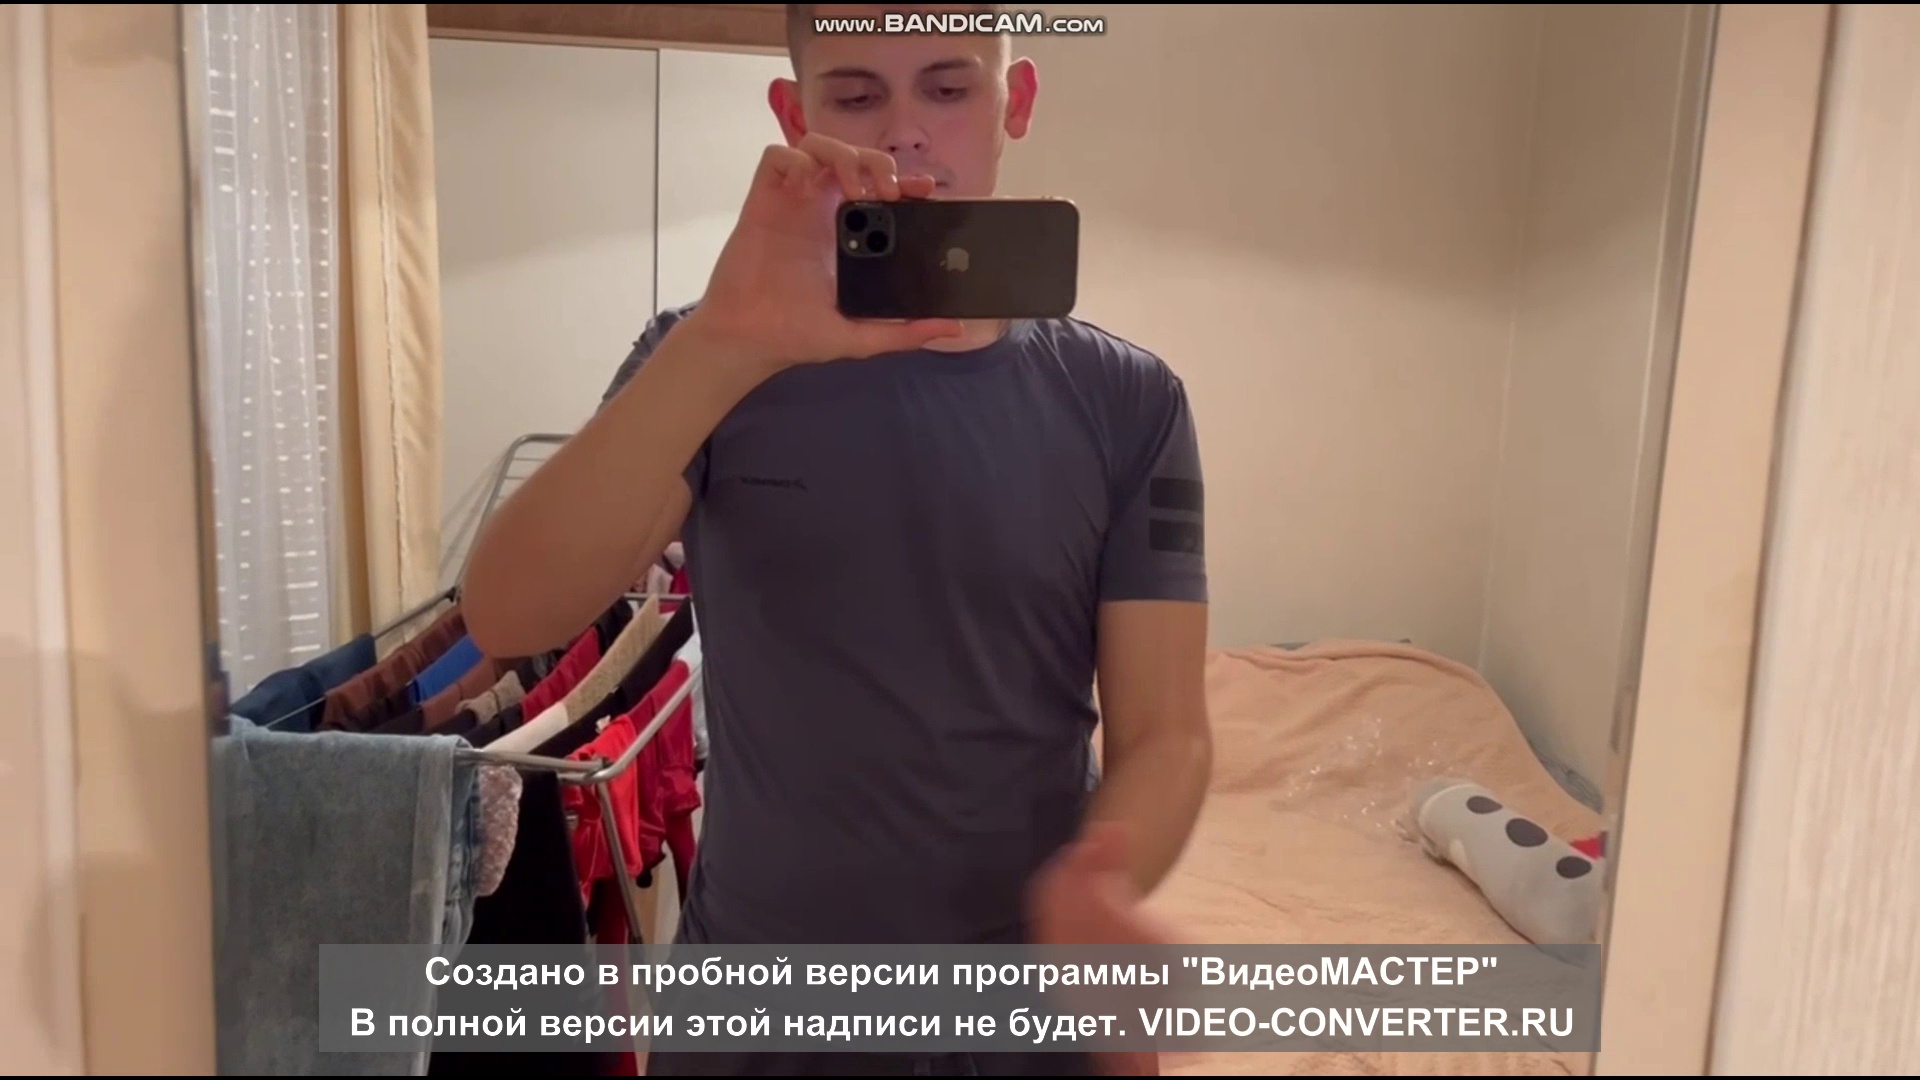 www.BANDICAM.com
Создано в пробной версии программы "ВидеоМАСТЕР"
В полной версии этой надписи не будет. VIDEO-CONVERTER.RU